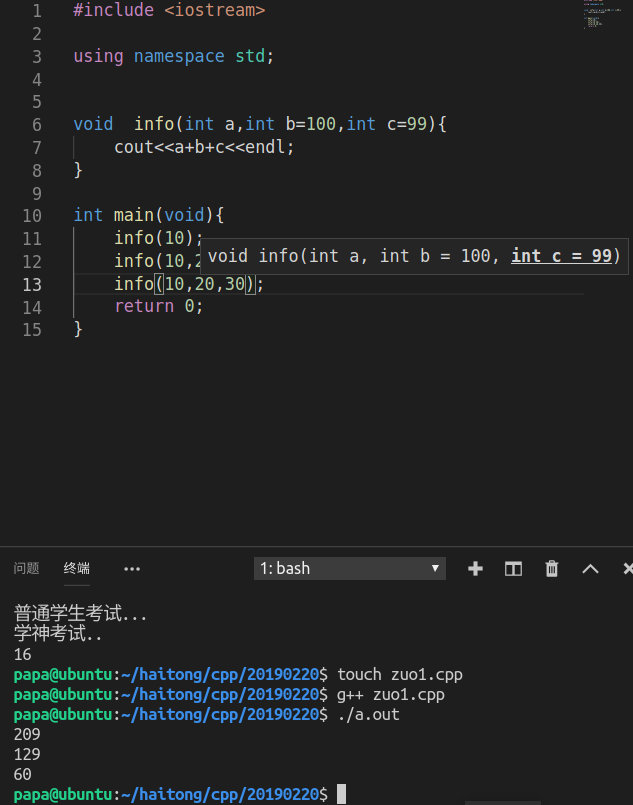 1 #include <iostream>
2
3 using namespace std;
4
5
6 void  info(int a,int b=100,int c=99){
7     cout<<a+b+c<<endl;
8 }
9
10 int main(void){
11     info(10);
12     info(10,2
void info(int a, int b = 100, int c = 99)
13     info(10,20,30);
14     return 0;
15 }
问题 终端 ••• 1: bash
普通学生考试...
学神考试..
16
papa@ubuntu:~/haitong/cpp/20190220$ touch zuo1.cpp
papa@ubuntu:~/haitong/cpp/20190220$ g++ zuo1.cpp
papa@ubuntu:~/haitong/cpp/20190220$ ./a.out
209
129
60
papa@ubuntu:~/haitong/cpp/20190220$